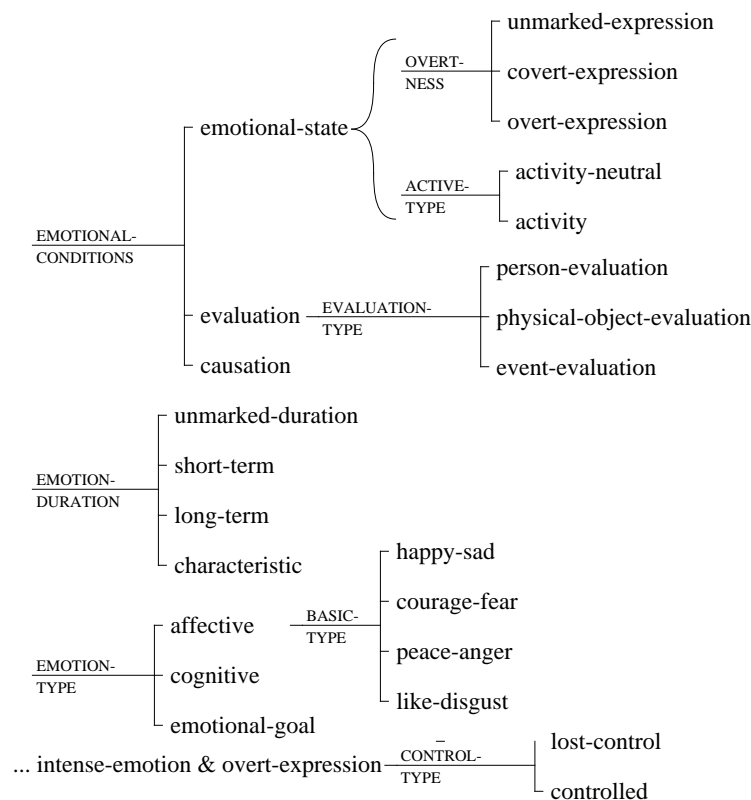 unmarked-expression
OVERT-
NESS
covert-expression
overt-expression
emotional-state
activity-neutral
ACTIVE-
TYPE
activity
EMOTIONAL-
CONDITIONS
person-evaluation
evaluation
EVALUATION-
TYPE
physical-object-evaluation
causation
event-evaluation
unmarked-duration
short-term
EMOTION-
DURATION
long-term
characteristic
happy-sad
courage-fear
affective
BASIC-
TYPE
peace-anger
EMOTION-
TYPE
cognitive
like-disgust
emotional-goal
lost-control
... intense-emotion & overt-expression
CONTROL-
TYPE
controlled